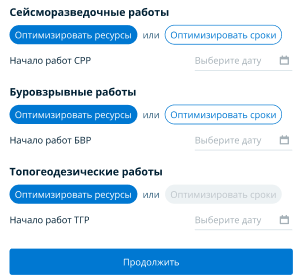 Сейсморазведочные работы
Оптимизировать ресурсы или Оптимизировать сроки
Начало работ СРР Выберите дату
Буровзрывные работы
Оптимизировать ресурсы или Оптимизировать сроки
Начало работ БВР Выберите дату
Топогеодезические работы
Оптимизировать ресурсы или Оптимизировать сроки
Начало работ ТГР Выберите дату
Продолжить